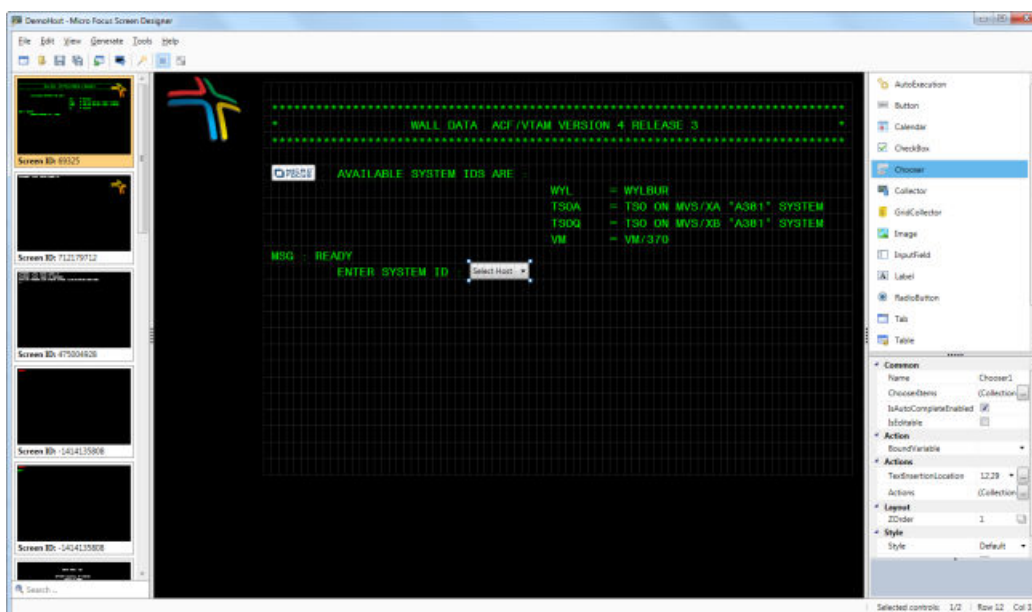 DemoHost - Micro Focus Screen Designer
File Edit View Generate Tools Help
Screen ID: 69325
Screen ID: 712179712
Screen ID: 475004928
Screen ID: -1414135808
Screen ID: -1414135808
Search...
****************************************************************
* WALL DATA ACF/VTAM VERSION 4 RELEASE 3 *
****************************************************************
AVAILABLE SYSTEM IDS ARE :
WYL = WYLBUR
TSOA = TSO ON MVS/XA "A381" SYSTEM
TSOQ = TSO ON MVS/XB "A381" SYSTEM
VM = VM/370
MSG : READY
ENTER SYSTEM ID : Select Host
AutoExecution
Button
Calendar
CheckBox
Chooser
Collector
GridCollector
Image
InputField
Label
RadioButton
Tab
Table
Common
Name Chooser1
ChooserItems (Collection
IsAutoCompleteEnabled
IsEditable
Action
BoundVariable
Actions
TextInsertionLocation 12,29
Actions (Collection
Layout
ZOrder 1
Style
Style Default
Selected controls: 1/2 Row 12 Col